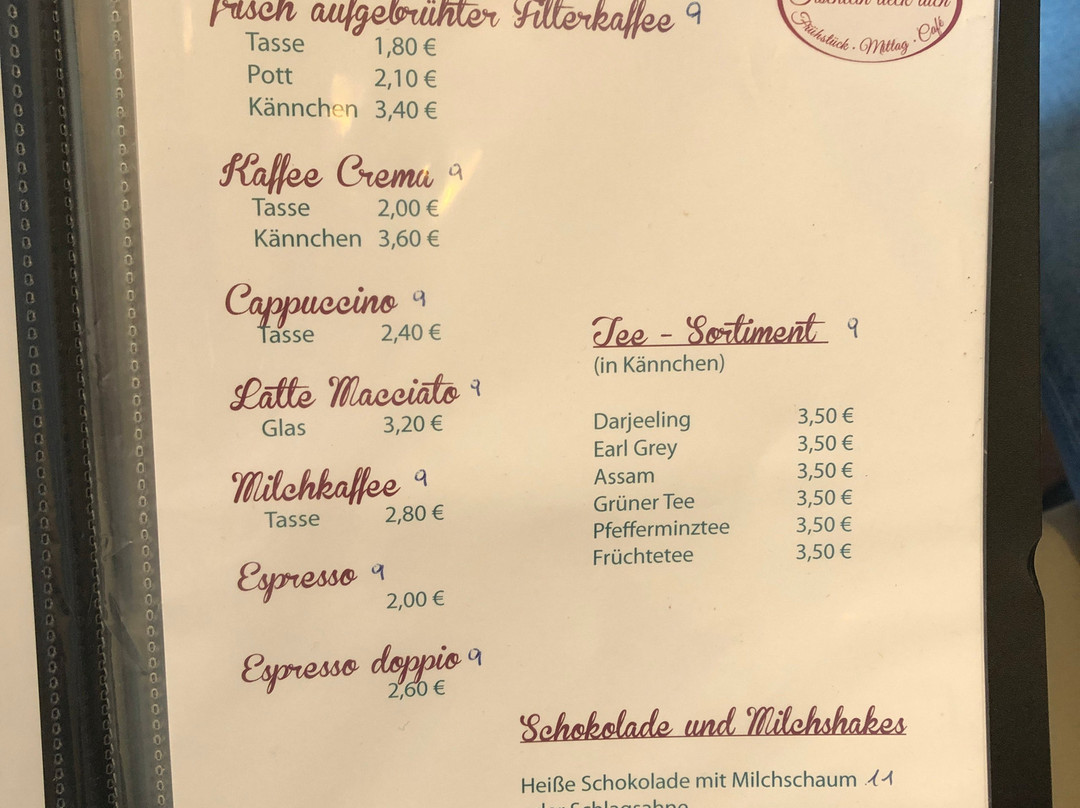 frisch aufgebrühter Filterkaffee 9
Tasse 1,80 €
Pott 2,10 €
Kännchen 3,40 €
Frühstück · Mittag · Café
Kaffee Crema 9
Tasse 2,00 €
Kännchen 3,60 €
Cappuccino 9
Tasse 2,40 €
Latte Macciato 9
Glas 3,20 €
Milchkaffee 9
Tasse 2,80 €
Espresso 9
2,00 €
Espresso doppio 9
2,60 €
Tee - Sortiment 9
(in Kännchen)
Darjeeling 3,50 €
Earl Grey 3,50 €
Assam 3,50 €
Grüner Tee 3,50 €
Pfefferminztee 3,50 €
Früchtetee 3,50 €
Schokolade und Milchshakes
Heiße Schokolade mit Milchschaum 11
oder Schlagsahne